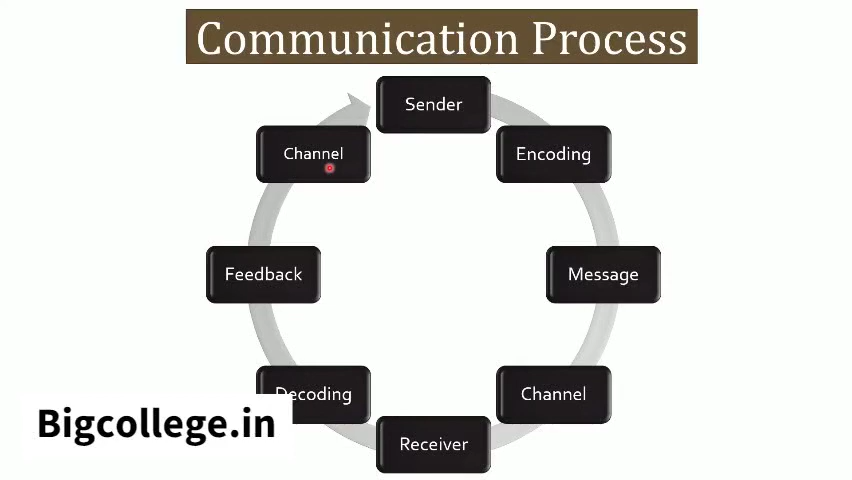 Communication Process
Sender
Encoding
Message
Channel
Receiver
Decoding
Feedback
Channel
Bigcollege.in